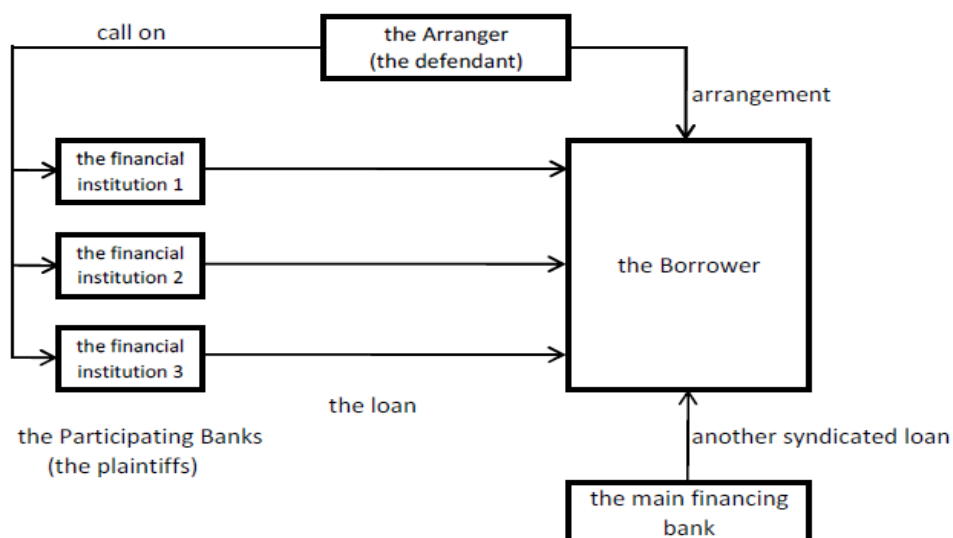 call on
the Arranger
(the defendant)
arrangement
the financial
institution 1
the financial
institution 2
the Borrower
the financial
institution 3
the loan
the Participating Banks
(the plaintiffs)
another syndicated loan
the main financing
bank